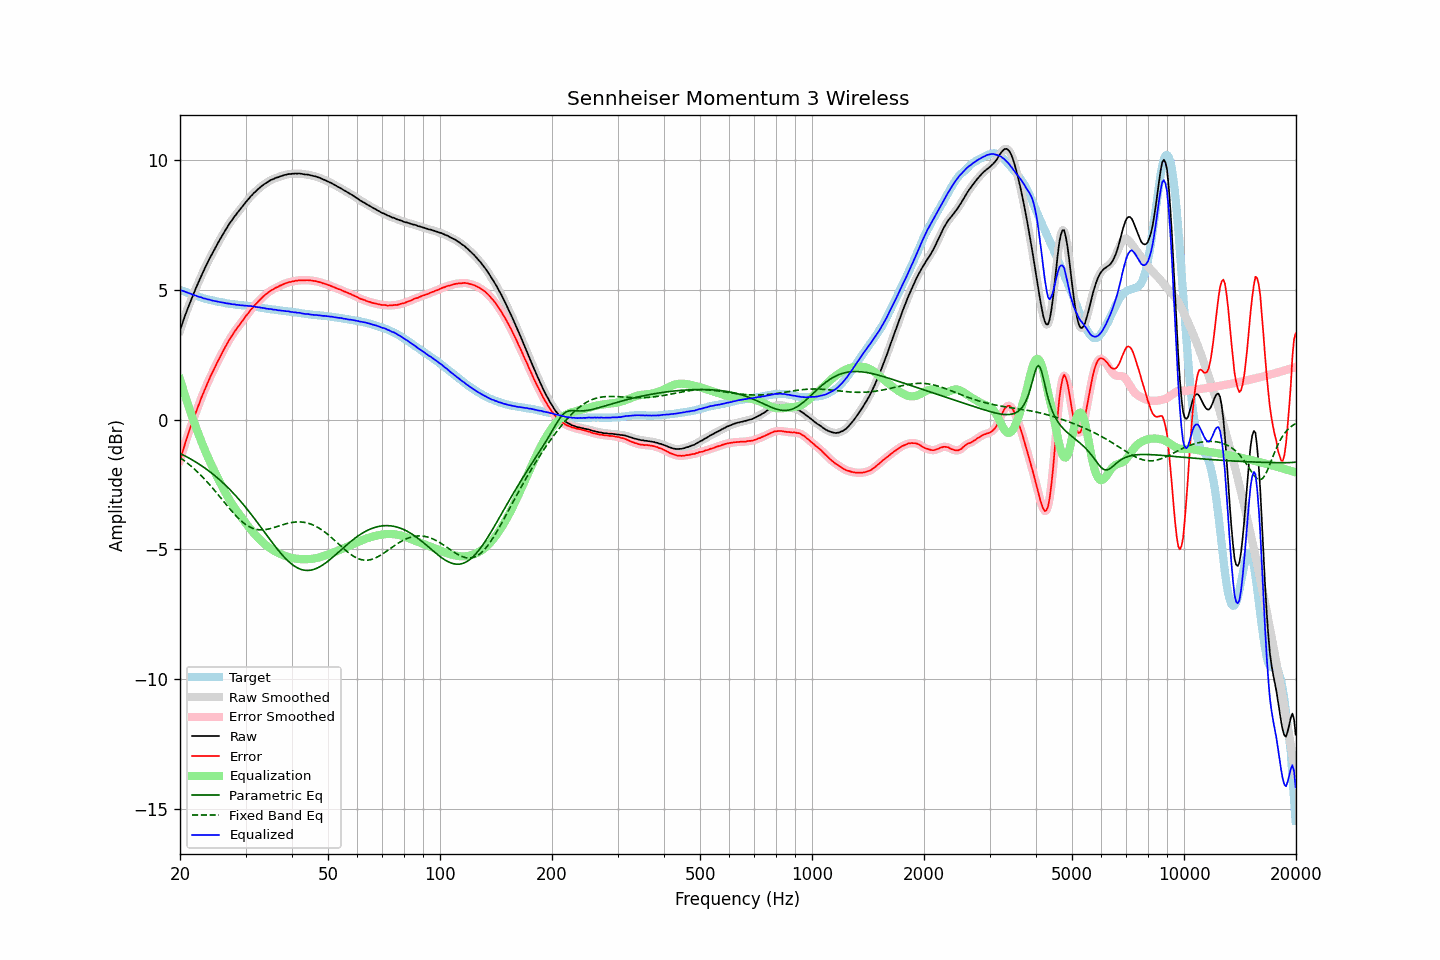 Sennheiser Momentum 3 Wireless
Amplitude (dBr)
10
5
0
−5
−10
−15
Target
Raw Smoothed
Error Smoothed
Raw
Error
Equalization
Parametric Eq
Fixed Band Eq
Equalized
20 50 100 200 500 1000 2000 5000 10000 20000
Frequency (Hz)